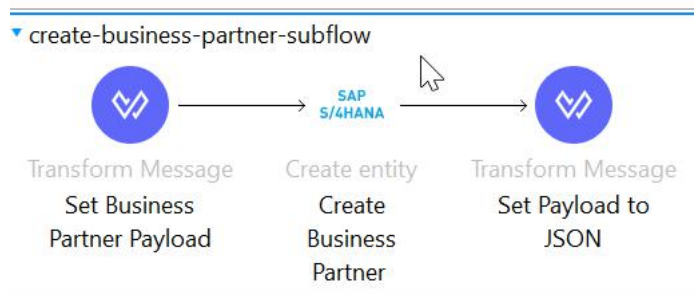 create-business-partner-subflow
SAP
S/4HANA
Transform Message
Create entity
Transform Message
Set Business
Partner Payload
Create
Business
Partner
Set Payload to
JSON